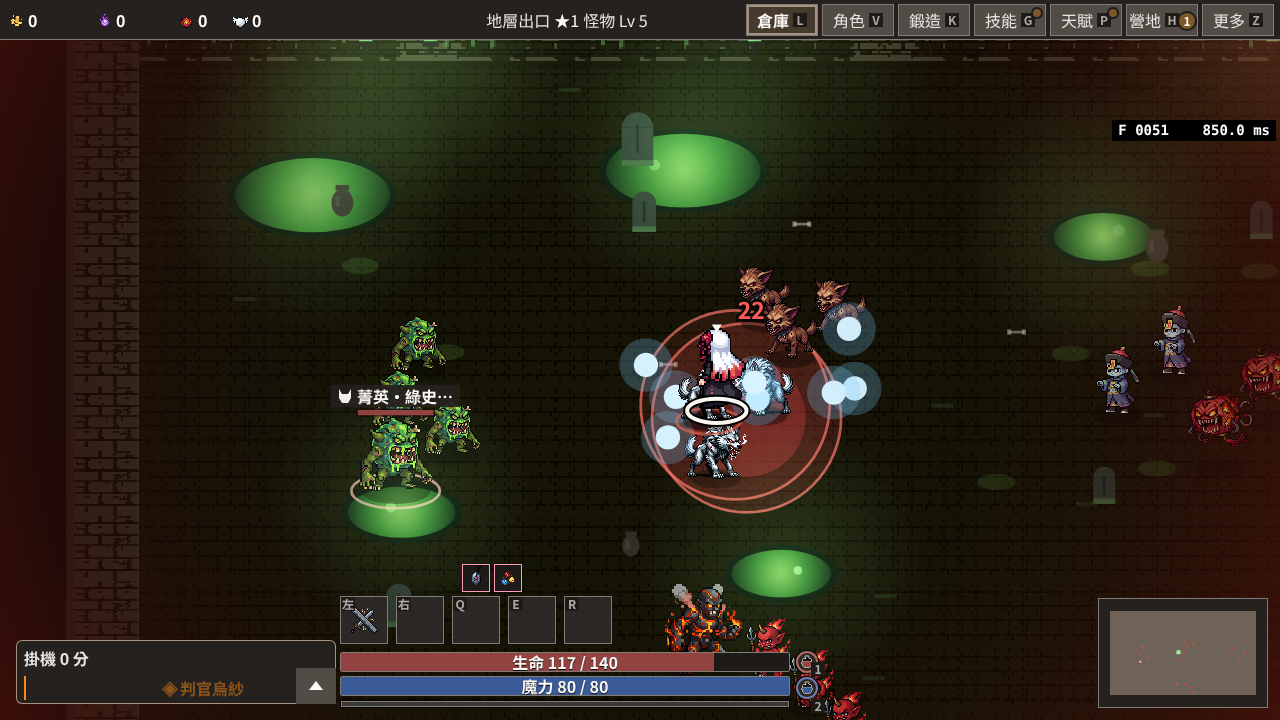 0 0 0 0
地層出口 ★1 怪物 Lv 5
倉庫 L
角色 V
鍛造 K
技能 G
天賦 P
營地 H 1
更多 Z
F 0051 850.0 ms
22
菁英・綠史…
左 右 Q E R
掛機 0 分
判官烏紗
生命 117 / 140
1
魔力 80 / 80
2